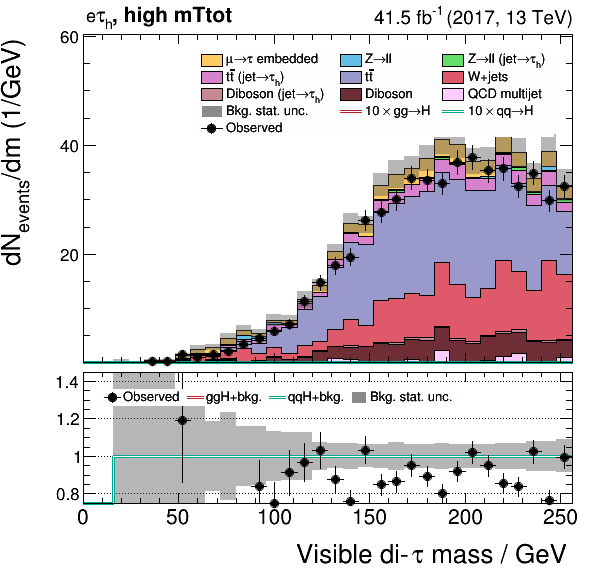 eτh, high mTtot 41.5 fb⁻¹ (2017, 13 TeV)
dNevents/dm (1/GeV)
60
40
20
μ→τ embedded Z→ll Z→ll (jet→τh)
tt̄ (jet→τh) tt̄ W+jets
Diboson (jet→τh) Diboson QCD multijet
Bkg. stat. unc. 10 × gg→H 10 × qq→H
Observed
1.4
1.2
1
0.8
Observed ggH+bkg. qqH+bkg. Bkg. stat. unc.
0 50 100 150 200 250
Visible di-τ mass / GeV